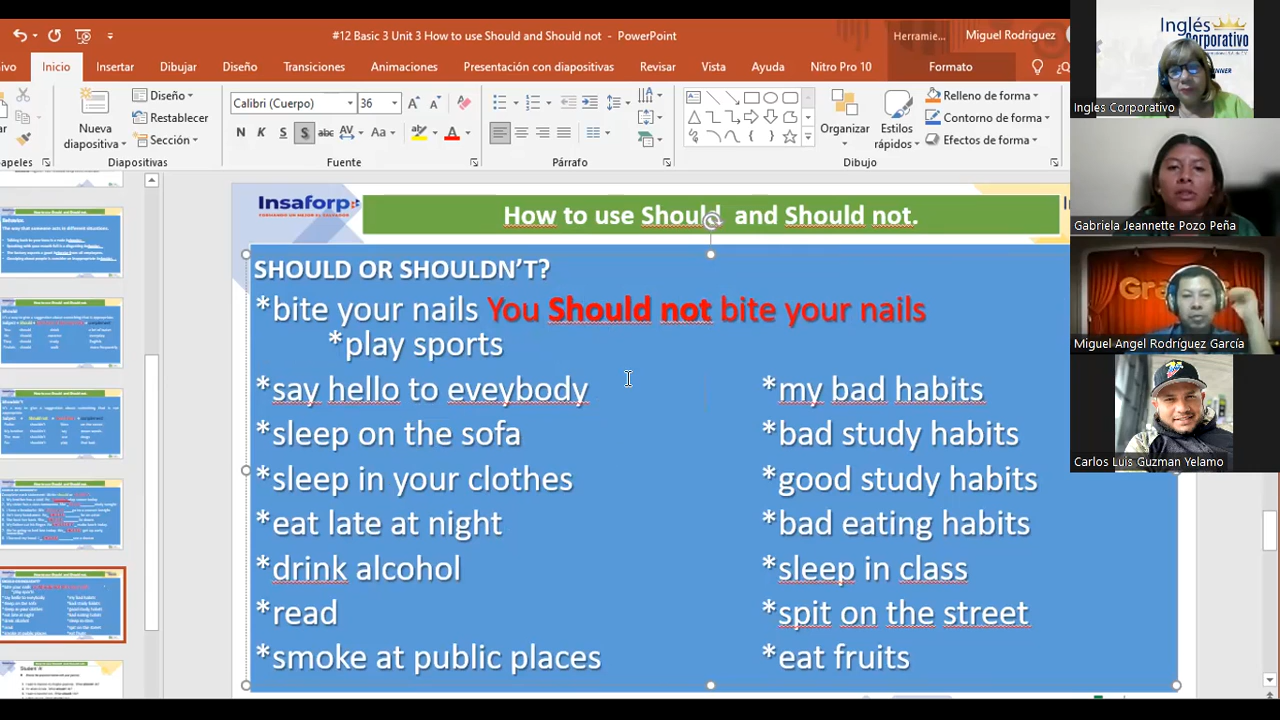 #12 Basic 3 Unit 3 How to use Should and Should not - PowerPoint
Herramie...
Miguel Rodriguez
Inicio
Insertar
Dibujar
Diseño
Transiciones
Animaciones
Presentación con diapositivas
Revisar
Vista
Ayuda
Nitro Pro 10
Formato
Nueva
diapositiva
Diseño
Restablecer
Sección
Calibri (Cuerpo)
36
N K S S abc AV Aa A
Organizar
Estilos
rápidos
Relleno de forma
Contorno de forma
Efectos de forma
Diapositivas
Fuente
Párrafo
Dibujo
Insaforp
How to use Should and Should not.
SHOULD OR SHOULDN'T?
*bite your nails You Should not bite your nails
*play sports
*say hello to eveybody
*my bad habits
*sleep on the sofa
*bad study habits
*sleep in your clothes
*good study habits
*eat late at night
*bad eating habits
*drink alcohol
*sleep in class
*read
*spit on the street
*smoke at public places
*eat fruits
Inglés
Corporativo
Ingles Corporativo
Gabriela Jeannette Pozo Peña
Miguel Angel Rodríguez García
Carlos Luis Guzman Yelamo